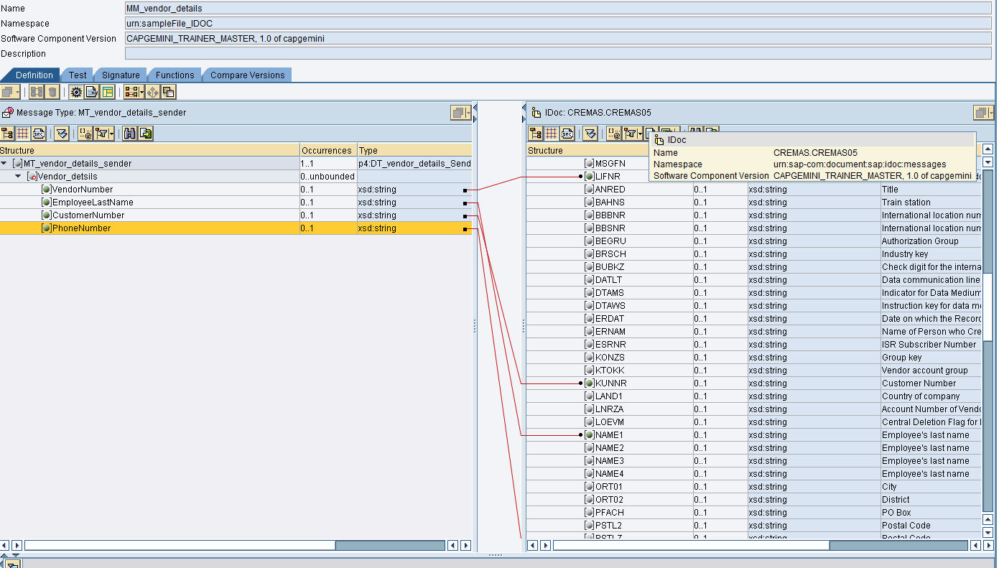 Name MM_vendor_details
Namespace urn:sampleFile_IDOC
Software Component Version CAPGEMINI_TRAINER_MASTER, 1.0 of capgemini
Description
Definition Test Signature Functions Compare Versions
Message Type: MT_vendor_details_sender
Structure Occurrences Type
MT_vendor_details_sender 1..1 p4:DT_vendor_details_Send
Vendor_detsils 0..unbounded
VendorNumber 0..1 xsd:string
EmployeeLastName 0..1 xsd:string
CustomerNumber 0..1 xsd:string
PhoneNumber 0..1 xsd:string
IDoc: CREMAS.CREMAS05
IDoc
Name CREMAS.CREMAS05
Namespace urn:sap-com:document:sap:idoc:messages
Software Component Version CAPGEMINI_TRAINER_MASTER, 1.0 of capgemini
Structure
MSGFN
LIFNR
ANRED 0..1 xsd:string Title
BAHNS 0..1 xsd:string Train station
BBBNR 0..1 xsd:string International location num
BBSNR 0..1 xsd:string International location num
BEGRU 0..1 xsd:string Authorization Group
BRSCH 0..1 xsd:string Industry key
BUBKZ 0..1 xsd:string Check digit for the interna
DATLT 0..1 xsd:string Data communication line
DTAMS 0..1 xsd:string Indicator for Data Medium
DTAWS 0..1 xsd:string Instruction key for data m
ERDAT 0..1 xsd:string Date on which the Record
ERNAM 0..1 xsd:string Name of Person who Cre
ESRNR 0..1 xsd:string ISR Subscriber Number
KONZS 0..1 xsd:string Group key
KTOKK 0..1 xsd:string Vendor account group
KUNNR 0..1 xsd:string Customer Number
LAND1 0..1 xsd:string Country of company
LNRZA 0..1 xsd:string Account Number of Vend
LOEVM 0..1 xsd:string Central Deletion Flag for
NAME1 0..1 xsd:string Employee's last name
NAME2 0..1 xsd:string Employee's last name
NAME3 0..1 xsd:string Employee's last name
NAME4 0..1 xsd:string Employee's last name
ORT01 0..1 xsd:string City
ORT02 0..1 xsd:string District
PFACH 0..1 xsd:string PO Box
PSTL2 0..1 xsd:string Postal Code
PSTLZ 0..1 xsd:string Postal Code